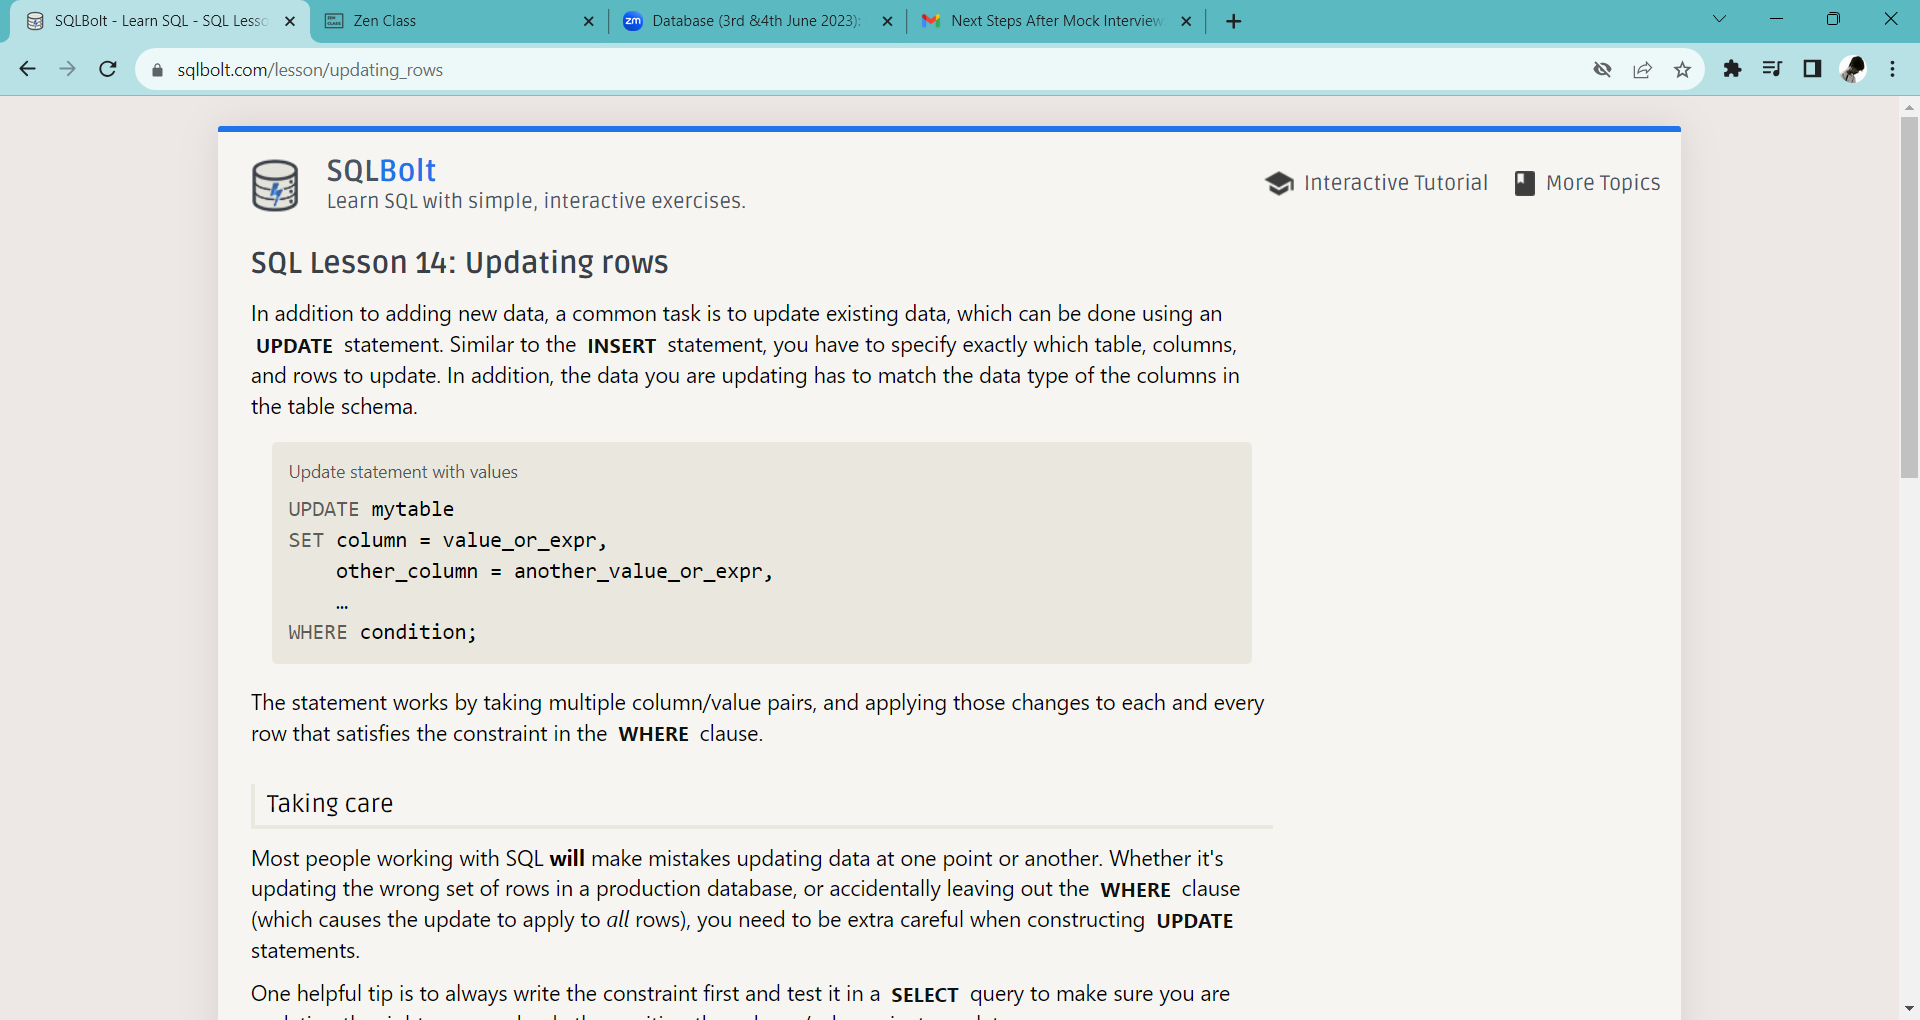 SQLBolt - Learn SQL - SQL Lesso
Zen Class
Database (3rd &4th June 2023):
Next Steps After Mock Interview
sqlbolt.com/lesson/updating_rows
SQLBolt
Learn SQL with simple, interactive exercises.
Interactive Tutorial
More Topics
SQL Lesson 14: Updating rows
In addition to adding new data, a common task is to update existing data, which can be done using an
UPDATE statement. Similar to the INSERT statement, you have to specify exactly which table, columns,
and rows to update. In addition, the data you are updating has to match the data type of the columns in
the table schema.
Update statement with values
UPDATE mytable
SET column = value_or_expr,
other_column = another_value_or_expr,
…
WHERE condition;
The statement works by taking multiple column/value pairs, and applying those changes to each and every
row that satisfies the constraint in the WHERE clause.
Taking care
Most people working with SQL will make mistakes updating data at one point or another. Whether it's
updating the wrong set of rows in a production database, or accidentally leaving out the WHERE clause
(which causes the update to apply to all rows), you need to be extra careful when constructing UPDATE
statements.
One helpful tip is to always write the constraint first and test it in a SELECT query to make sure you are